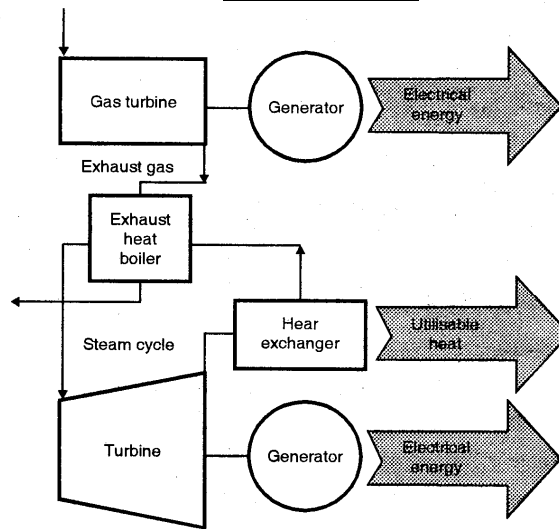 Gas turbine
Generator
Electrical
energy
Exhaust gas
Exhaust
heat
boiler
Steam cycle
Hear
exchanger
Utilisable
heat
Turbine
Generator
Electrical
energy